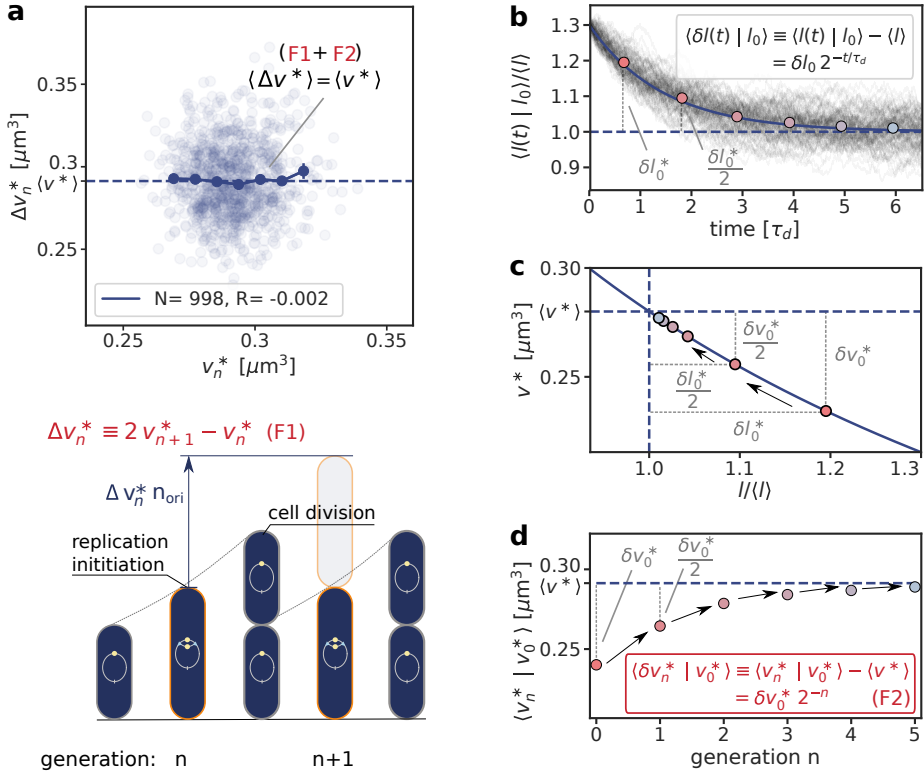 a
0.35
0.3
⟨v*⟩
0.25
Δv*ₙ [μm³]
(F1+ F2)
⟨Δv*⟩=⟨v*⟩
N= 998, R= -0.002
0.25
0.3
0.35
v*ₙ [μm³]
Δv*ₙ ≡ 2 v*ₙ₊₁ − v*ₙ (F1)
Δ v*ₙ nₒᵣᵢ
cell division
replication
inititiation
generation:
n
n+1
b
1.3
1.2
1.1
1.0
0.9
⟨l(t) | l₀⟩/⟨l⟩
⟨δl(t) | l₀⟩ ≡ ⟨l(t) | l₀⟩ − ⟨l⟩
= δl₀ 2^{−t/τ_d}
δl*₀
δl*₀/2
0
1
2
3
4
5
6
time [τ_d]
c
0.30
⟨v*⟩
0.25
v* [μm³]
δv*₀/2
δv*₀
δl*₀/2
δl*₀
1.0
1.1
1.2
1.3
l/⟨l⟩
d
0.30
⟨v*⟩
0.25
⟨v*ₙ | v*₀⟩ [μm³]
δv*₀
δv*₀/2
⟨δv*ₙ | v*₀⟩ ≡ ⟨v*ₙ | v*₀⟩ − ⟨v*⟩
= δv*₀ 2⁻ⁿ (F2)
0
1
2
3
4
5
generation n